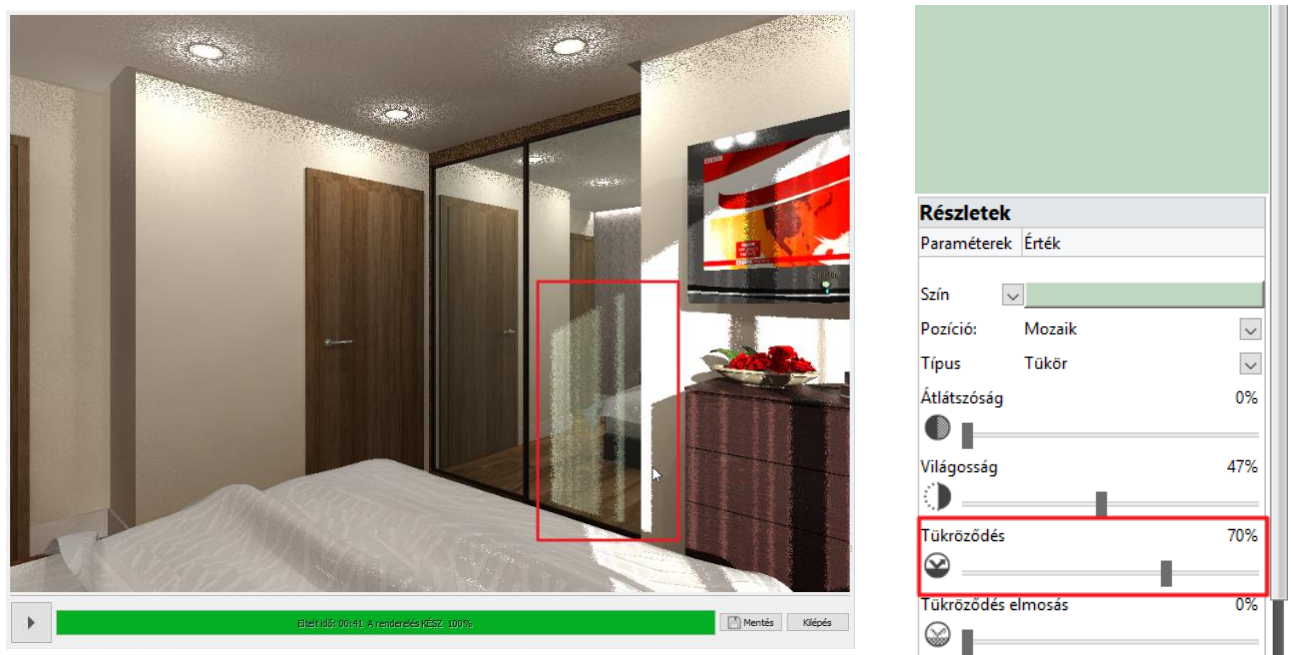 Eltelt idő: 00:41 A renderelés KÉSZ 100%
Mentés
Kilépés
Részletek
Paraméterek Érték
Szín
Pozíció: Mozaik
Típus Tükör
Átlátszóság 0%
Világosság 47%
Tükröződés 70%
Tükröződés elmosás 0%